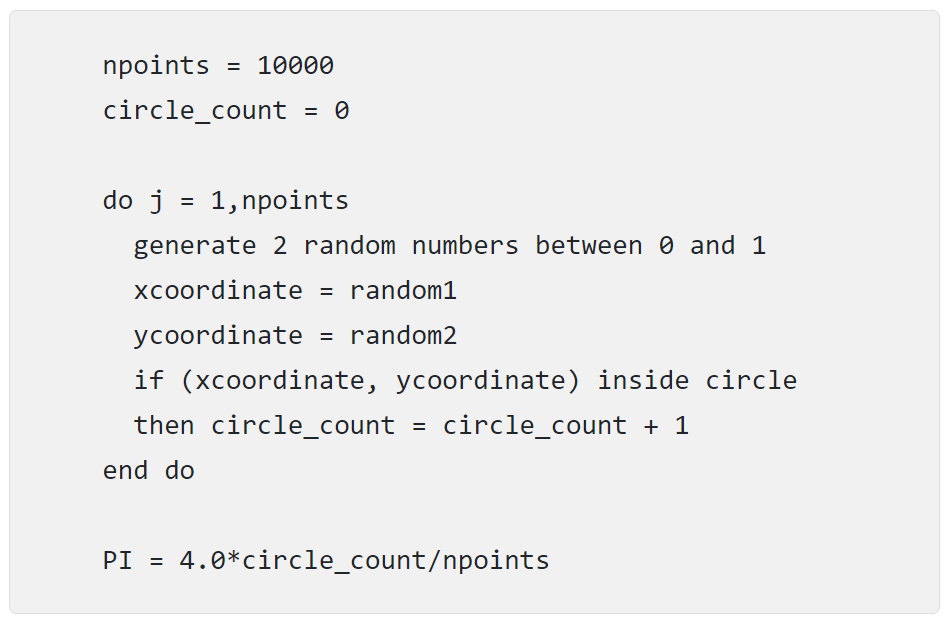 npoints = 10000
circle_count = 0
do j = 1,npoints
generate 2 random numbers between 0 and 1
xcoordinate = random1
ycoordinate = random2
if (xcoordinate, ycoordinate) inside circle
then circle_count = circle_count + 1
end do
PI = 4.0*circle_count/npoints